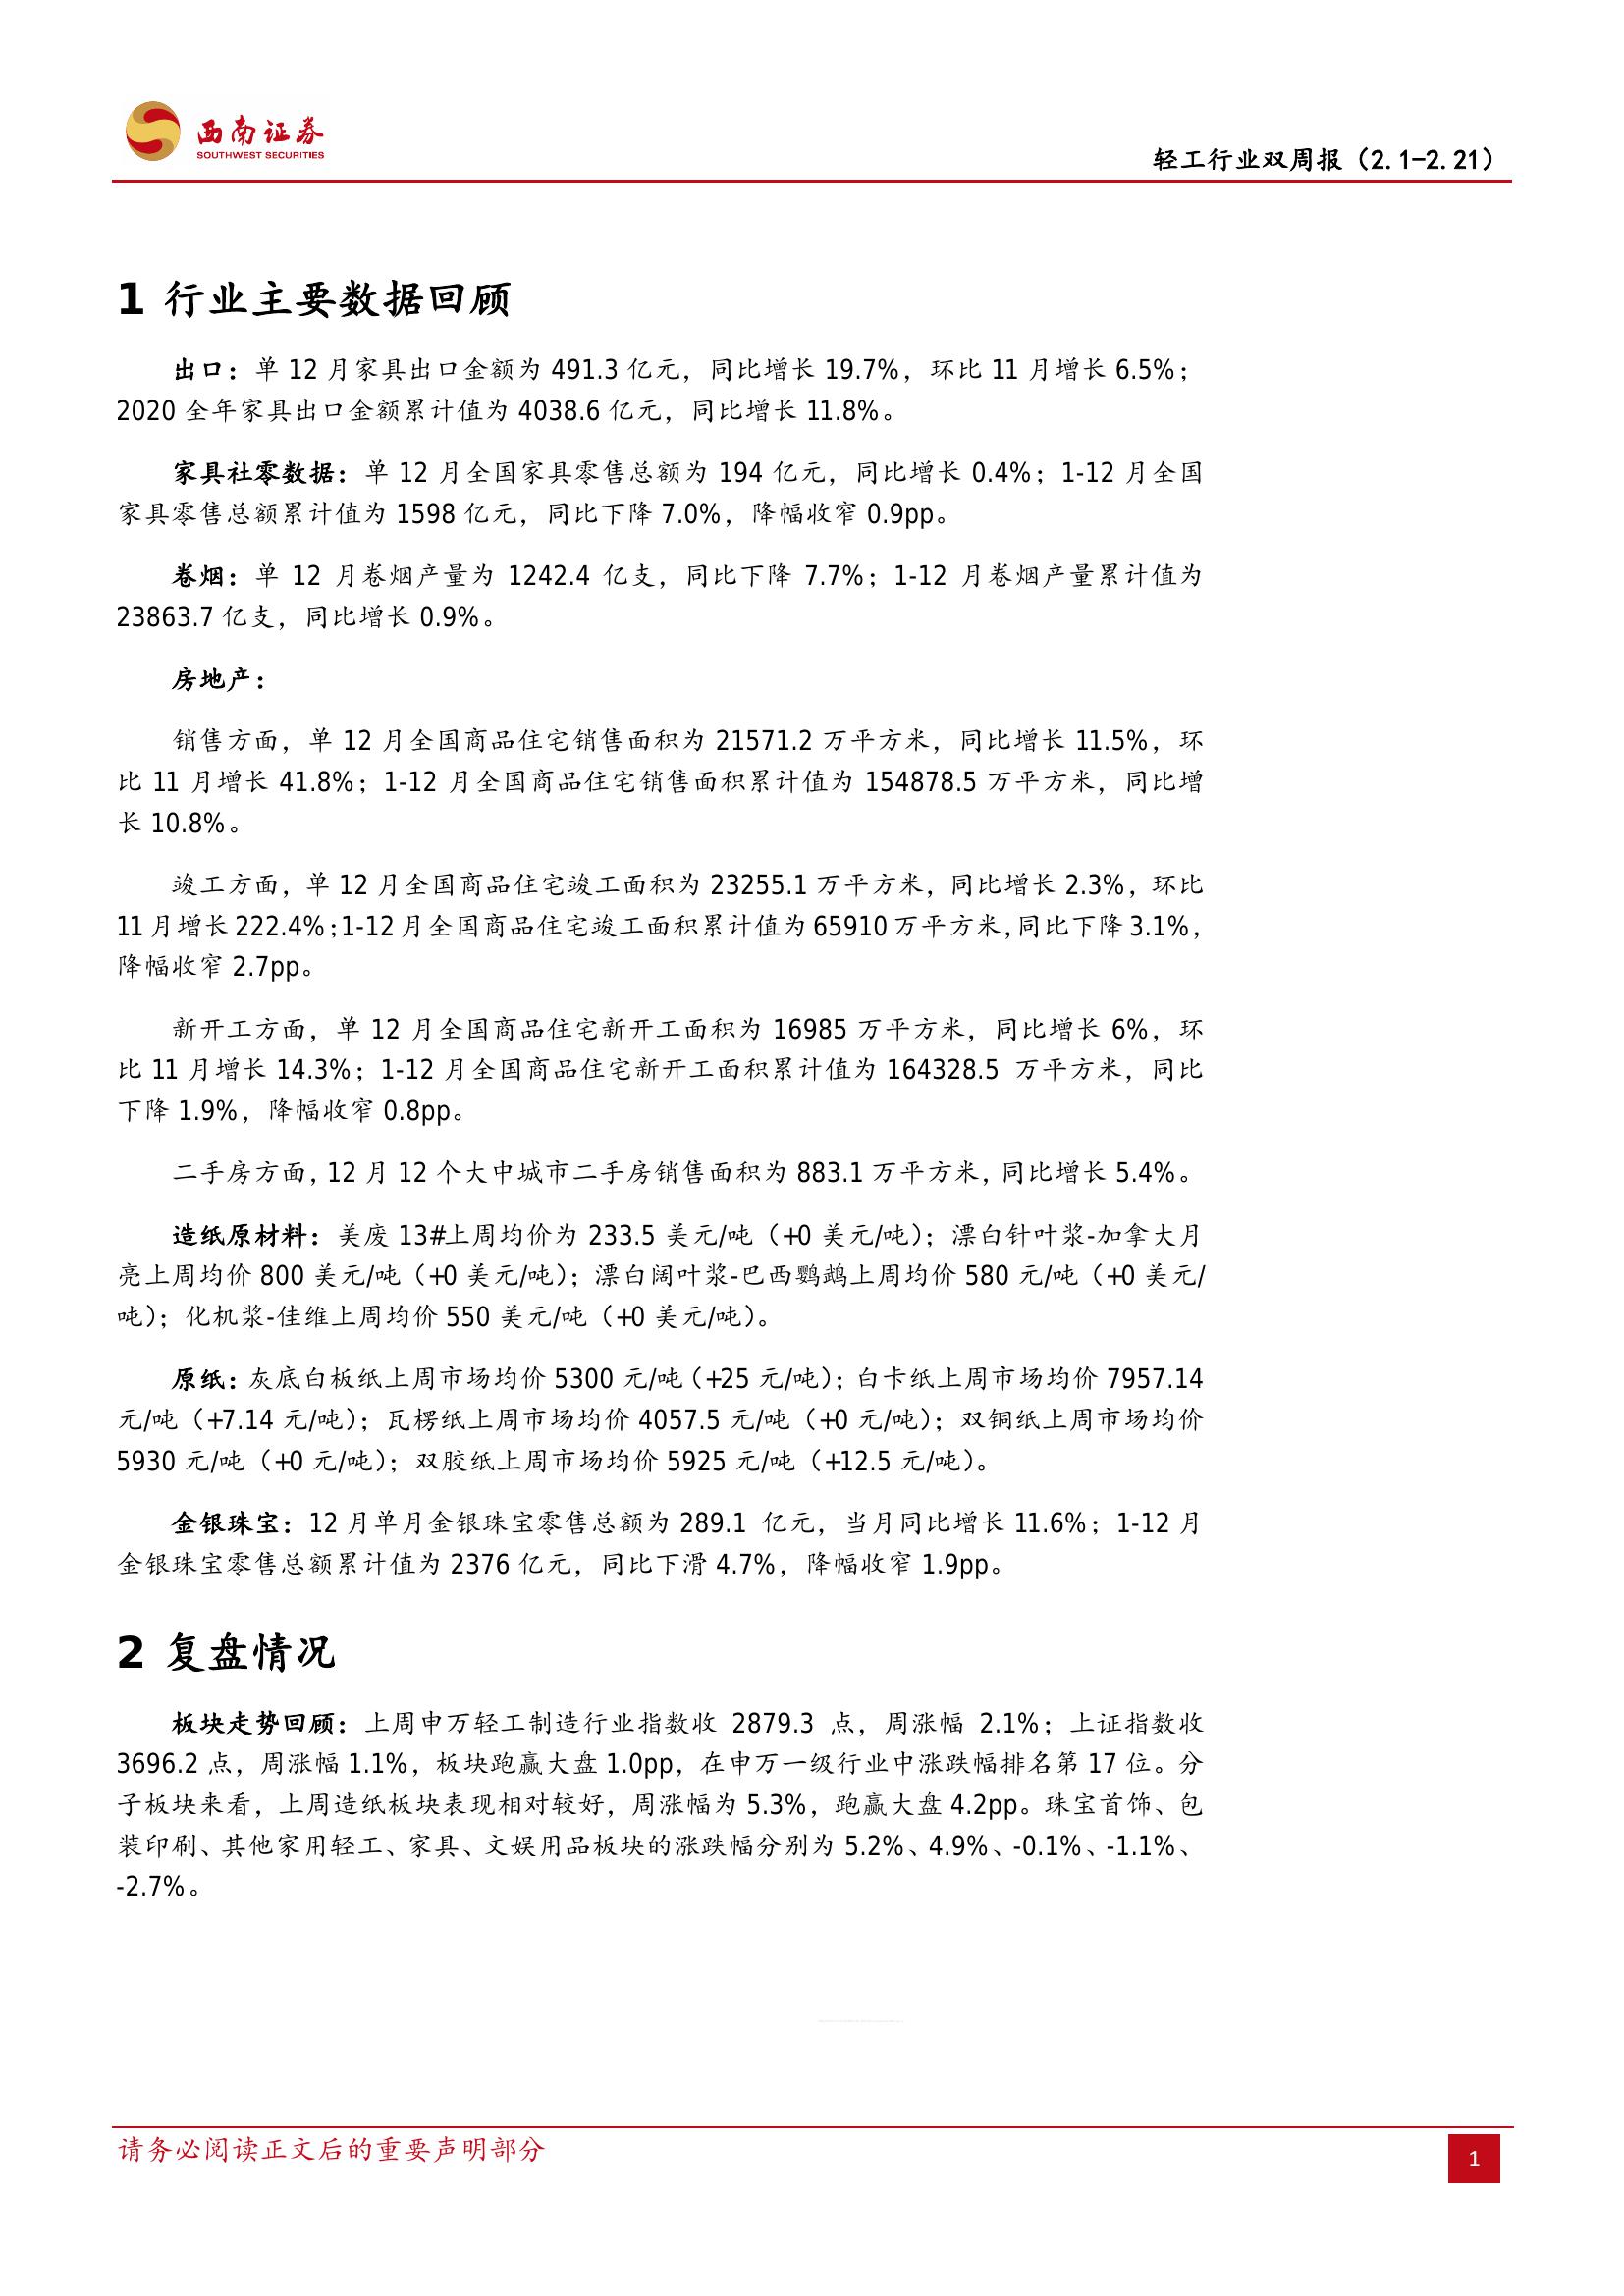 西南证券
SOUTHWEST SECURITIES
轻工行业双周报（2.1-2.21）
1 行业主要数据回顾
出口：单 12 月家具出口金额为 491.3 亿元，同比增长 19.7%，环比 11 月增长 6.5%；
2020 全年家具出口金额累计值为 4038.6 亿元，同比增长 11.8%。
家具社零数据：单 12 月全国家具零售总额为 194 亿元，同比增长 0.4%；1-12 月全国
家具零售总额累计值为 1598 亿元，同比下降 7.0%，降幅收窄 0.9pp。
卷烟：单 12 月卷烟产量为 1242.4 亿支，同比下降 7.7%；1-12 月卷烟产量累计值为
23863.7 亿支，同比增长 0.9%。
房地产：
销售方面，单 12 月全国商品住宅销售面积为 21571.2 万平方米，同比增长 11.5%，环
比 11 月增长 41.8%；1-12 月全国商品住宅销售面积累计值为 154878.5 万平方米，同比增
长 10.8%。
竣工方面，单 12 月全国商品住宅竣工面积为 23255.1 万平方米，同比增长 2.3%，环比
11 月增长 222.4%；1-12 月全国商品住宅竣工面积累计值为 65910 万平方米，同比下降 3.1%，
降幅收窄 2.7pp。
新开工方面，单 12 月全国商品住宅新开工面积为 16985 万平方米，同比增长 6%，环
比 11 月增长 14.3%；1-12 月全国商品住宅新开工面积累计值为 164328.5 万平方米，同比
下降 1.9%，降幅收窄 0.8pp。
二手房方面，12 月 12 个大中城市二手房销售面积为 883.1 万平方米，同比增长 5.4%。
造纸原材料：美废 13#上周均价为 233.5 美元/吨（+0 美元/吨）；漂白针叶浆-加拿大月
亮上周均价 800 美元/吨（+0 美元/吨）；漂白阔叶浆-巴西鹦鹉上周均价 580 元/吨（+0 美元/
吨）；化机浆-佳维上周均价 550 美元/吨（+0 美元/吨）。
原纸：灰底白板纸上周市场均价 5300 元/吨（+25 元/吨）；白卡纸上周市场均价 7957.14
元/吨（+7.14 元/吨）；瓦楞纸上周市场均价 4057.5 元/吨（+0 元/吨）；双铜纸上周市场均价
5930 元/吨（+0 元/吨）；双胶纸上周市场均价 5925 元/吨（+12.5 元/吨）。
金银珠宝：12 月单月金银珠宝零售总额为 289.1 亿元，当月同比增长 11.6%；1-12 月
金银珠宝零售总额累计值为 2376 亿元，同比下滑 4.7%，降幅收窄 1.9pp。
2 复盘情况
板块走势回顾：上周申万轻工制造行业指数收 2879.3 点，周涨幅 2.1%；上证指数收
3696.2 点，周涨幅 1.1%，板块跑赢大盘 1.0pp，在申万一级行业中涨跌幅排名第 17 位。分
子板块来看，上周造纸板块表现相对较好，周涨幅为 5.3%，跑赢大盘 4.2pp。珠宝首饰、包
装印刷、其他家用轻工、家具、文娱用品板块的涨跌幅分别为 5.2%、4.9%、-0.1%、-1.1%、
-2.7%。
请务必阅读正文后的重要声明部分
1